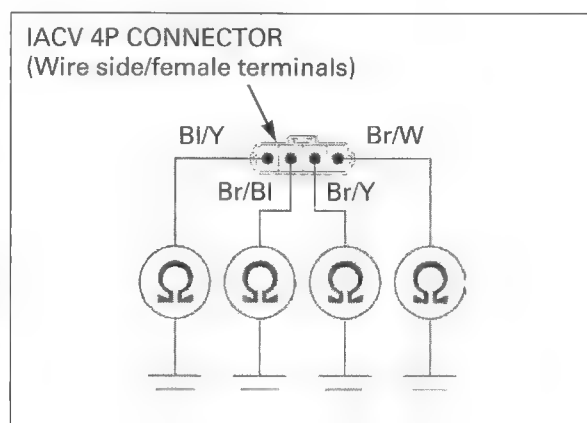 IACV 4P CONNECTOR
(Wire side/female terminals)
Bl/Y
Br/W
Br/Bl
Br/Y
Ω Ω Ω Ω